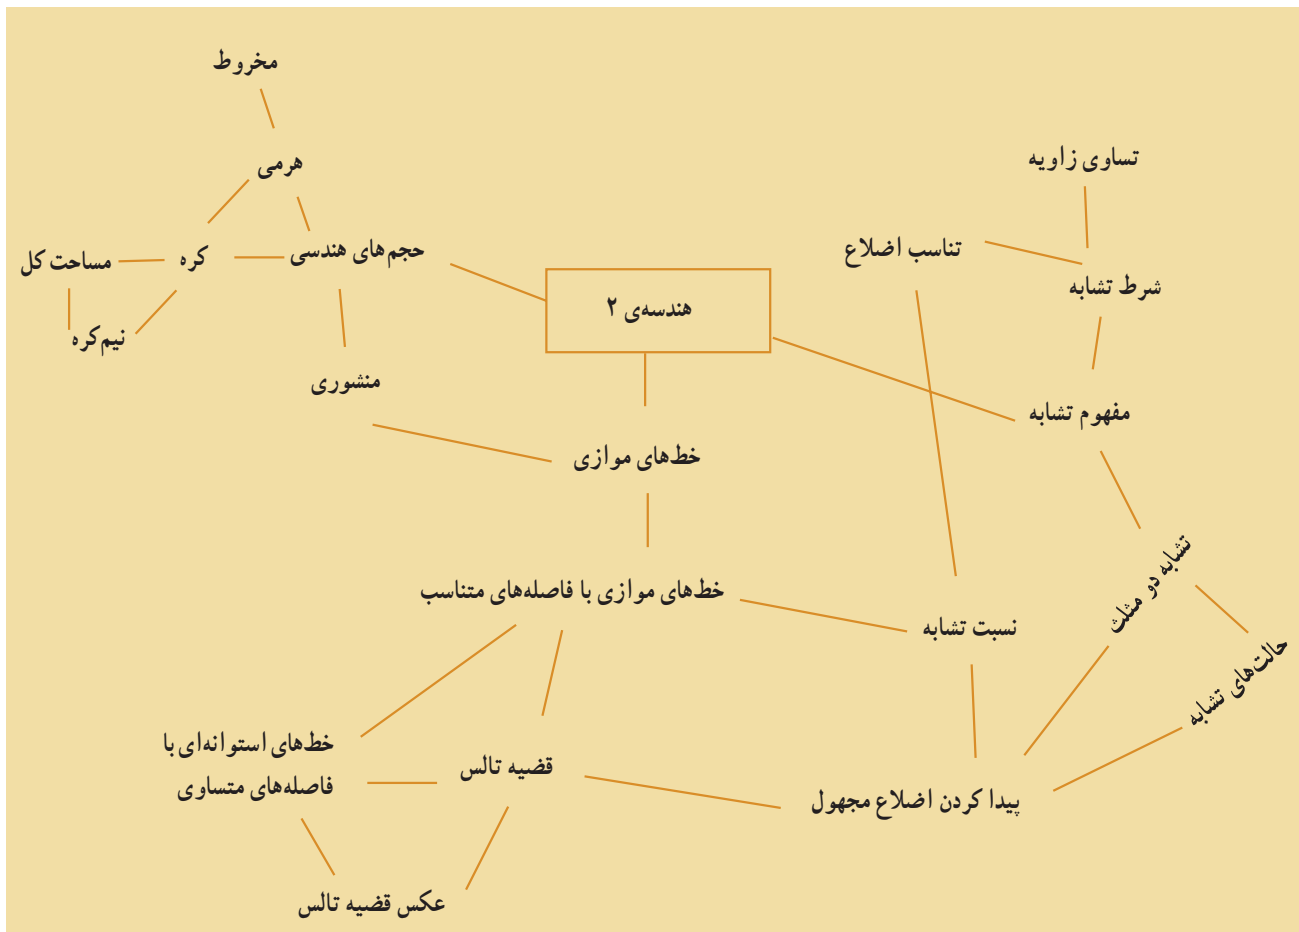 مخروط
هرمی
تساوی زاویه
تناسب اضلاع
حجم‌های هندسی
کره
مساحت کل
شرط تشابه
هندسه‌ی ۲
نیم‌کره
منشوری
مفهوم تشابه
خط‌های موازی
تشابه دو مثلث
خط‌های موازی با فاصله‌های متناسب
نسبت تشابه
حالت‌های تشابه
خط‌های استوانه‌ای با
فاصله‌های متساوی
قضیه تالس
پیدا کردن اضلاع مجهول
عکس قضیه تالس